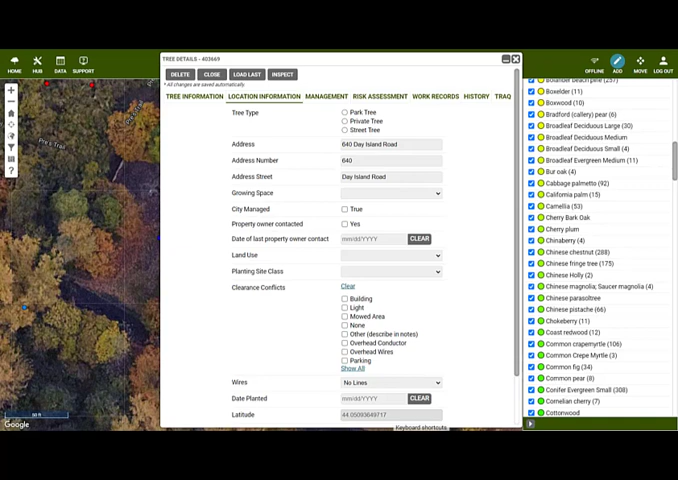 TREE DETAILS - 403669
HOME
HUB
DATA
SUPPORT
OFFLINE
ADD
MOVE
LOG OUT
DELETE
CLOSE
LOAD LAST
INSPECT
* All changes are saved automatically.
TREE INFORMATION
LOCATION INFORMATION
MANAGEMENT
RISK ASSESSMENT
WORK RECORDS
HISTORY
TRAQ
Tree Type
Park Tree
Private Tree
Street Tree
Address
640 Day Island Road
Address Number
640
Address Street
Day Island Road
Growing Space
City Managed
True
Property owner contacted
Yes
Date of last property owner contact
mm/dd/YYYY
CLEAR
Land Use
Planting Site Class
Clearance Conflicts
Clear
Building
Light
Mowed Area
None
Other (describe in notes)
Overhead Conductor
Overhead Wires
Parking
Show All
Wires
No Lines
Date Planted
mm/dd/YYYY
CLEAR
Latitude
44.05093649717
Keyboard shortcuts
Pre's Trail
50 ft
Google
Bolander beach pine (257)
Boxelder (11)
Boxwood (10)
Bradford (callery) pear (6)
Broadleaf Deciduous Large (30)
Broadleaf Deciduous Medium
Broadleaf Deciduous Small (4)
Broadleaf Evergreen Medium (11)
Bur oak (4)
Cabbage palmetto (92)
California palm (15)
Camellia (53)
Cherry Bark Oak
Cherry plum
Chinaberry (4)
Chinese chestnut (288)
Chinese fringe tree (175)
Chinese Holly (2)
Chinese magnolia; Saucer magnolia (4)
Chinese parasoltree
Chinese pistache (66)
Chokeberry (11)
Coast redwood (12)
Common crapemyrtle (106)
Common Crepe Myrtle (3)
Common fig (34)
Common pear (8)
Conifer Evergreen Small (308)
Cornelian cherry (7)
Cottonwood